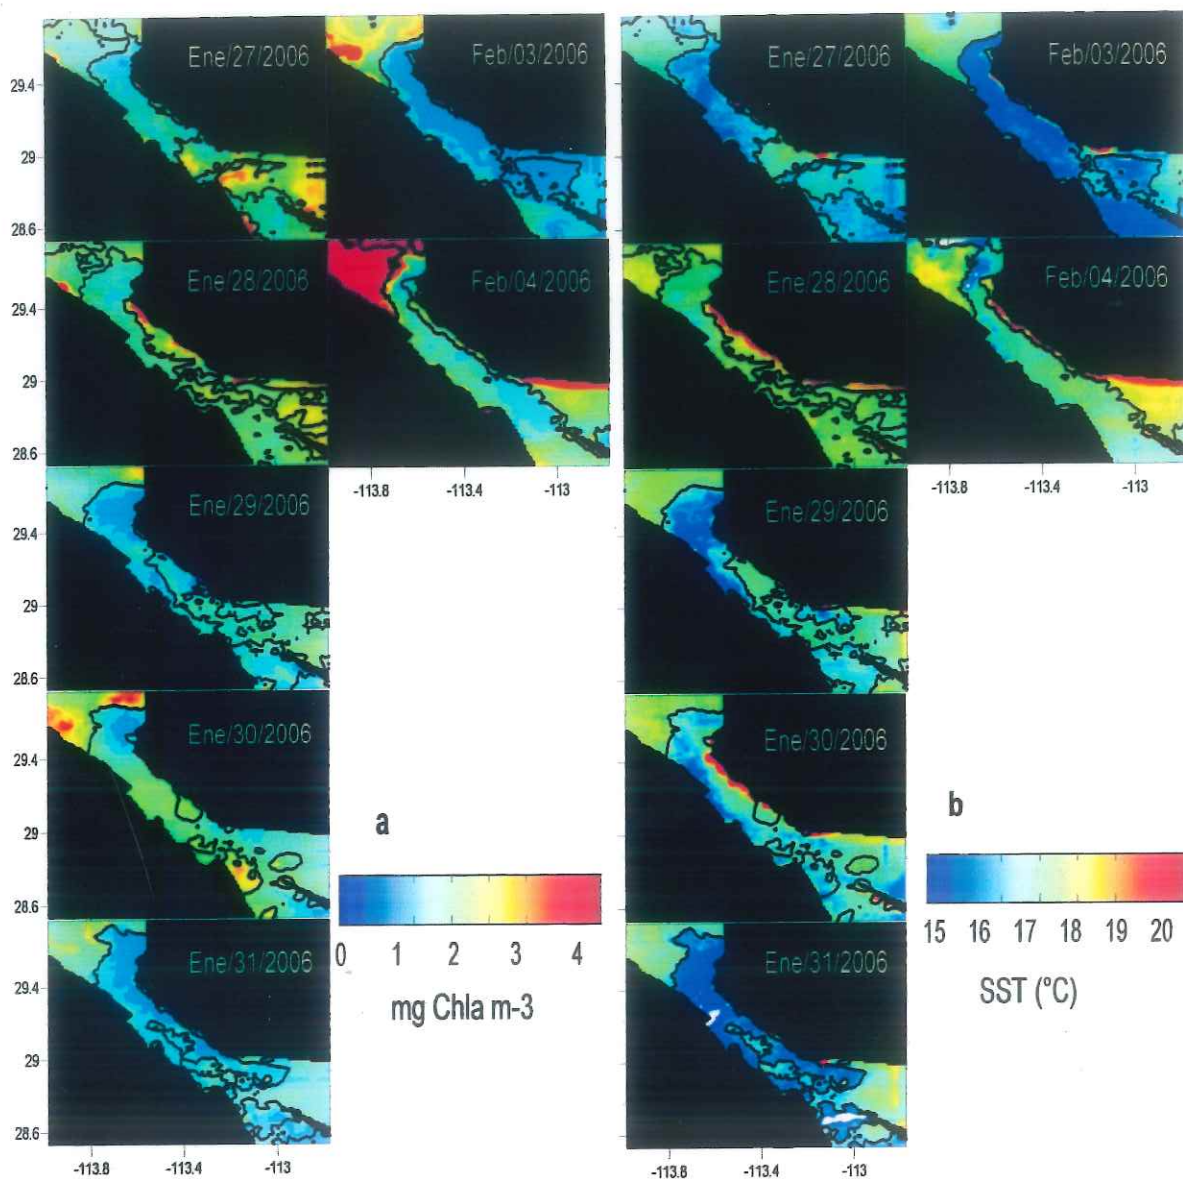 Ene/27/2006 Feb/03/2006 Ene/27/2006 Feb/03/2006
29.4
29
28.6
Ene/28/2006 Feb/04/2006 Ene/28/2006 Feb/04/2006
29.4
29
28.6
-113.8 -113.4 -113 -113.8 -113.4 -113
Ene/29/2006 Ene/29/2006
29.4
29
28.6
Ene/30/2006 Ene/30/2006
29.4
29
28.6
a b
0 1 2 3 4
mg Chla m-3
15 16 17 18 19 20
SST (°C)
Ene/31/2006 Ene/31/2006
29.4
29
28.6
-113.8 -113.4 -113 -113.8 -113.4 -113